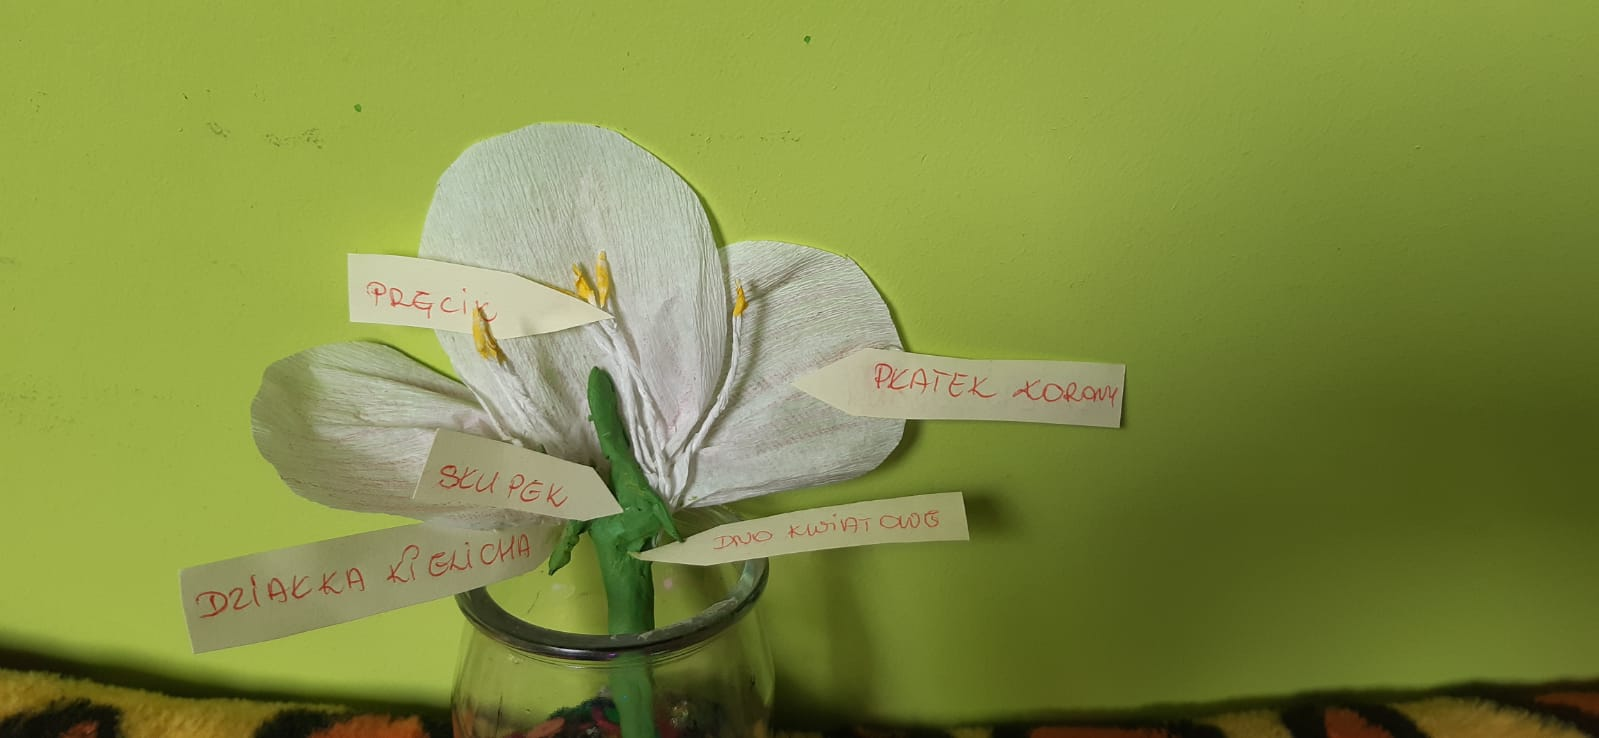 PRĘCIK
PŁATEK KORONY
SŁUPEK
DNO KWIATOWE
DZIAŁKA KIELICHA